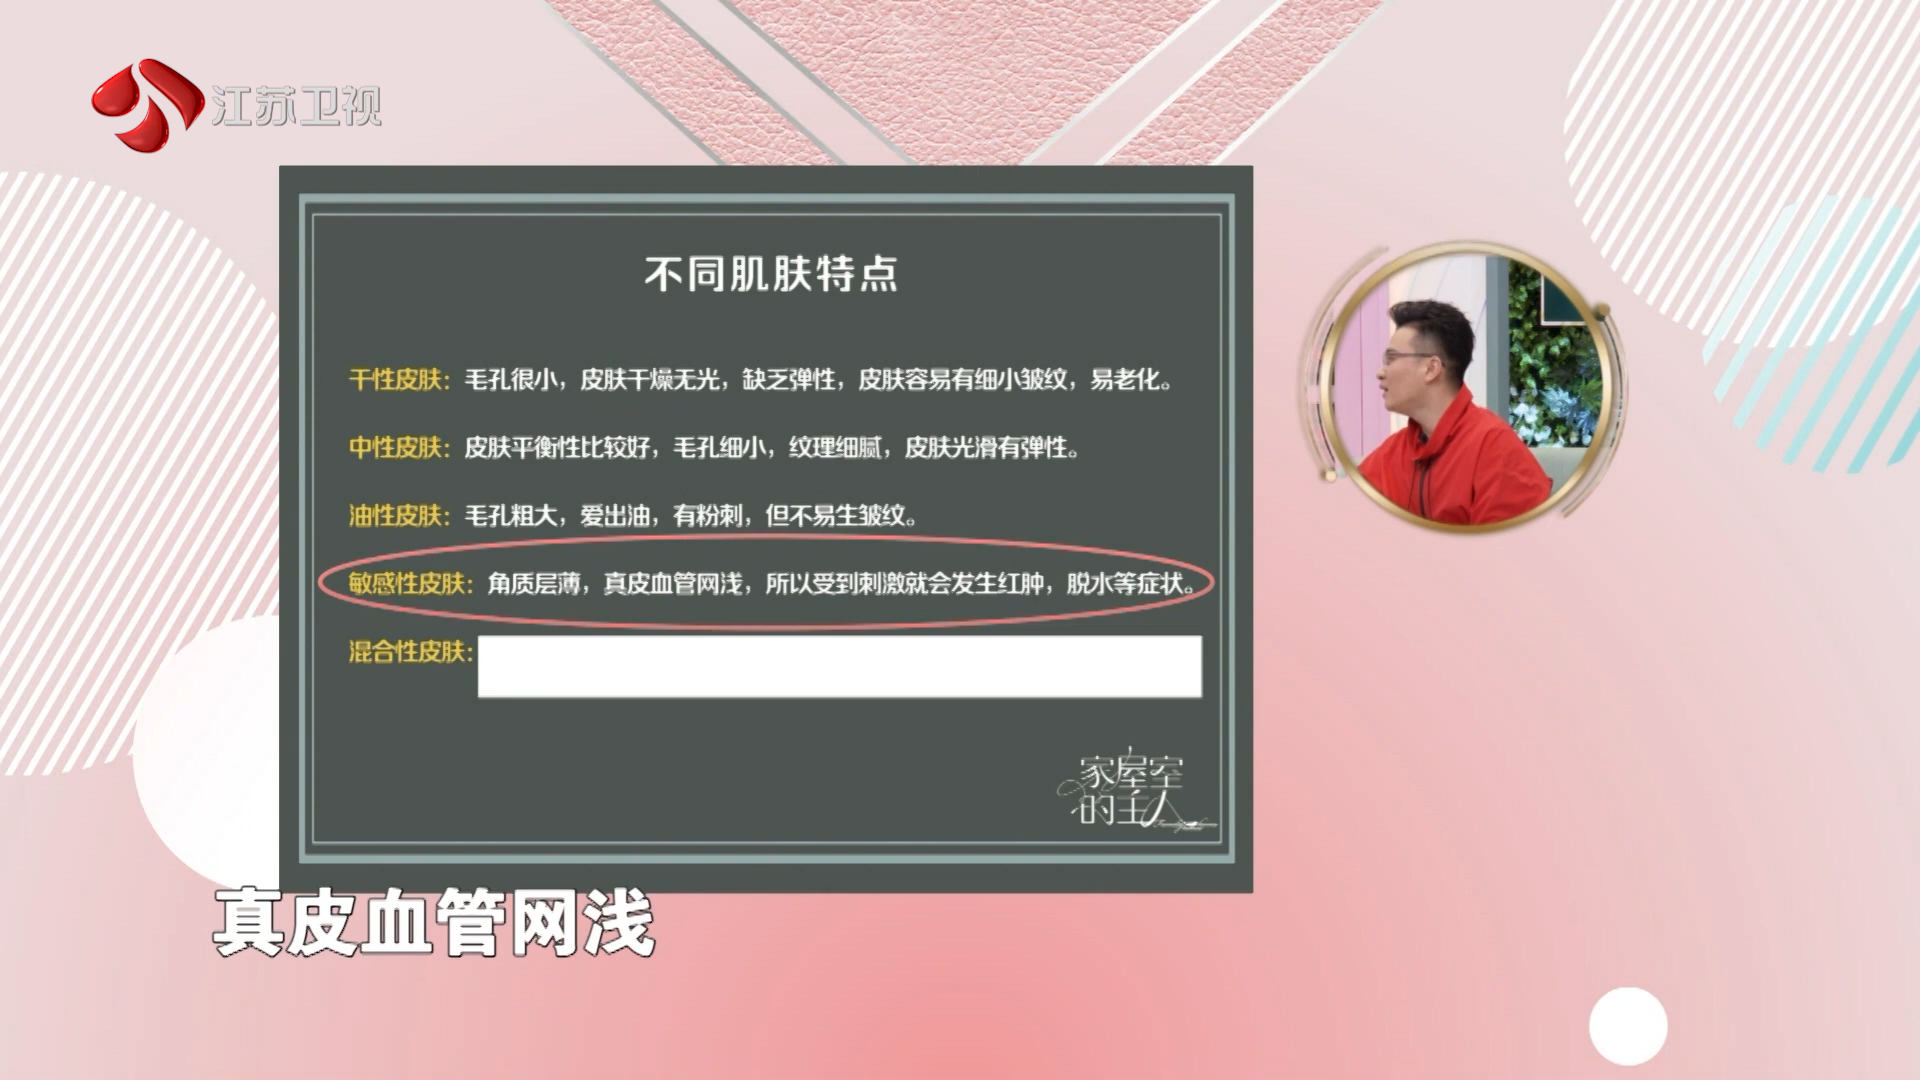 江苏卫视
不同肌肤特点
干性皮肤：毛孔很小，皮肤干燥无光，缺乏弹性，皮肤容易有细小皱纹，易老化。
中性皮肤：皮肤平衡性比较好，毛孔细小，纹理细腻，皮肤光滑有弹性。
油性皮肤：毛孔粗大，爱出油，有粉刺，但不易生皱纹。
敏感性皮肤：角质层薄，真皮血管网浅，所以受到刺激就会发生红肿，脱水等症状。
混合性皮肤：
家屋室
的主人
真皮血管网浅